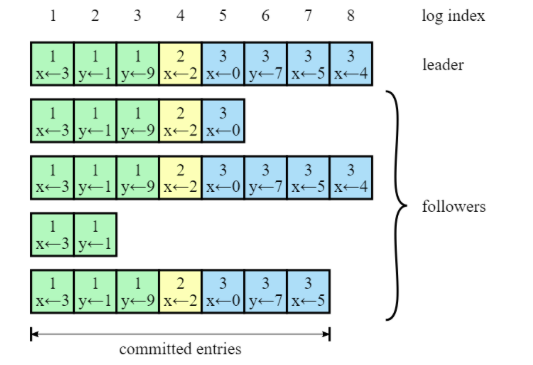 1 2 3 4 5 6 7 8 log index
1 1 1 2 3 3 3 3
x←3 y←1 y←9 x←2 x←0 y←7 x←5 x←4
leader
1 1 1 2 3
x←3 y←1 y←9 x←2 x←0
1 1 1 2 3 3 3 3
x←3 y←1 y←9 x←2 x←0 y←7 x←5 x←4
followers
1 1
x←3 y←1
1 1 1 2 3 3 3
x←3 y←1 y←9 x←2 x←0 y←7 x←5
committed entries